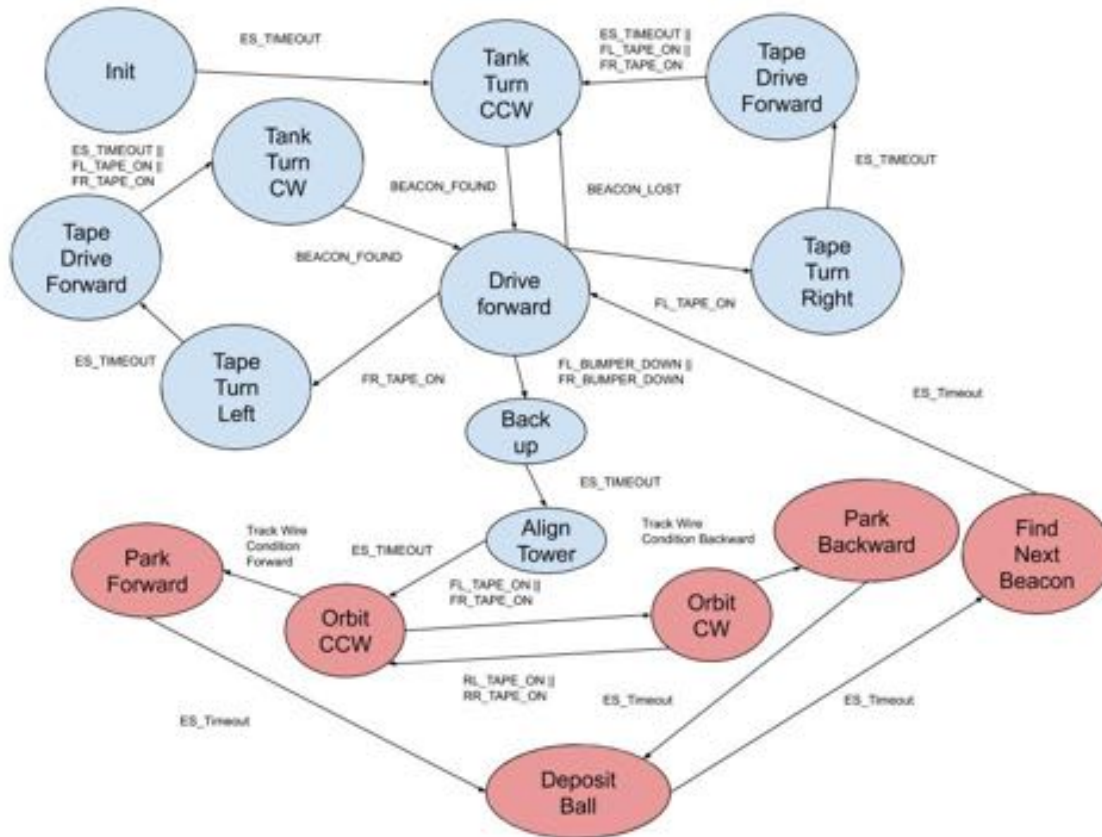 ES_TIMEOUT
Init
Tank
Turn
CCW
ES_TIMEOUT ||
FL_TAPE_ON ||
FR_TAPE_ON
Tape
Drive
Forward
ES_TIMEOUT ||
FL_TAPE_ON ||
FR_TAPE_ON
Tank
Turn
CW
BEACON_FOUND
BEACON_LOST
ES_TIMEOUT
Tape
Drive
Forward
BEACON_FOUND
Drive
forward
Tape
Turn
Right
FL_TAPE_ON
ES_TIMEOUT
Tape
Turn
Left
FR_TAPE_ON
FL_BUMPER_DOWN ||
FR_BUMPER_DOWN
ES_Timeout
Back
up
ES_TIMEOUT
Align
Tower
Track Wire
Condition
Forward
ES_TIMEOUT
Track Wire
Condition Backward
Park
Forward
Park
Backward
Find
Next
Beacon
FL_TAPE_ON ||
FR_TAPE_ON
Orbit
CCW
Orbit
CW
RL_TAPE_ON ||
RR_TAPE_ON
ES_Timeout
ES_Timeout
ES_Timeout
Deposit
Ball